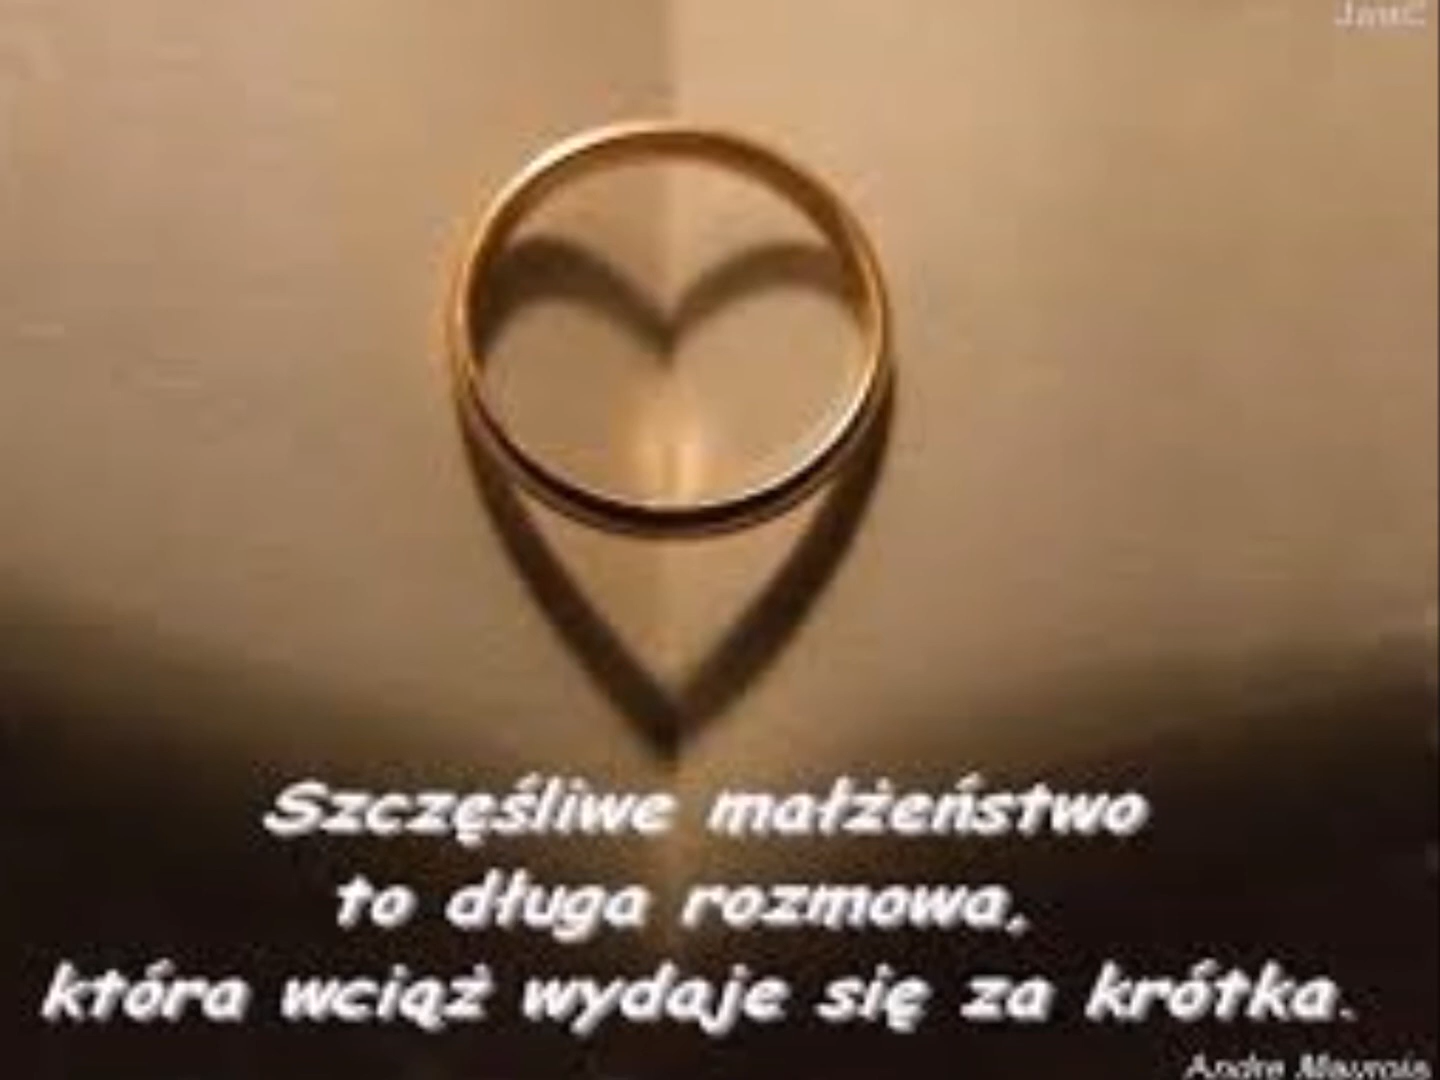 Szczęśliwe małżeństwo
to długa rozmowa,
która wciąż wydaje się za krótka.
Andre Maurois